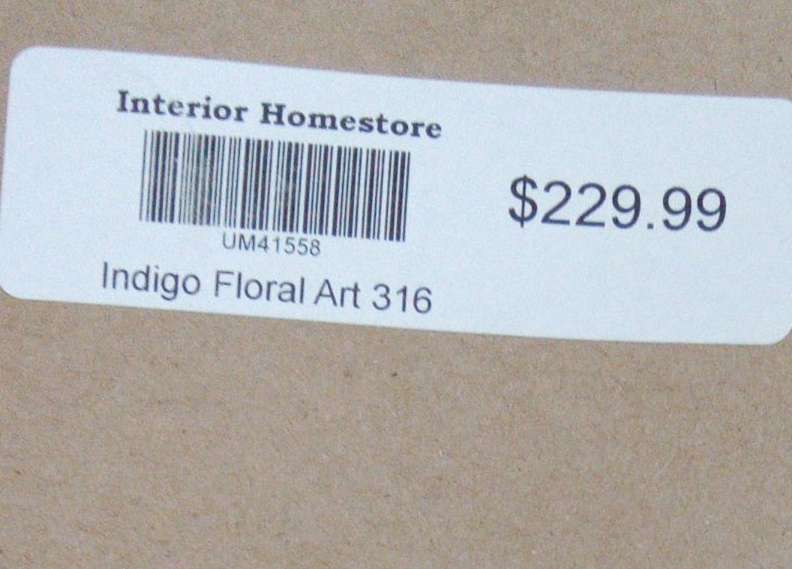 Interior Homestore
UM41558
Indigo Floral Art 316
$229.99